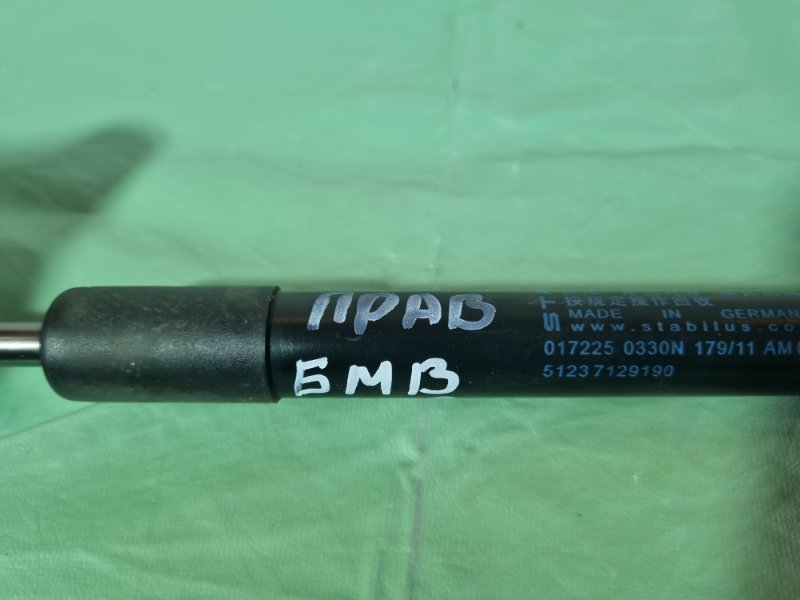 ПРАВ
БМВ
按规定操作回收
MADE IN GERMAN
www.stabilus.co
017225 0330N 179/11 AM
51237129190
ST